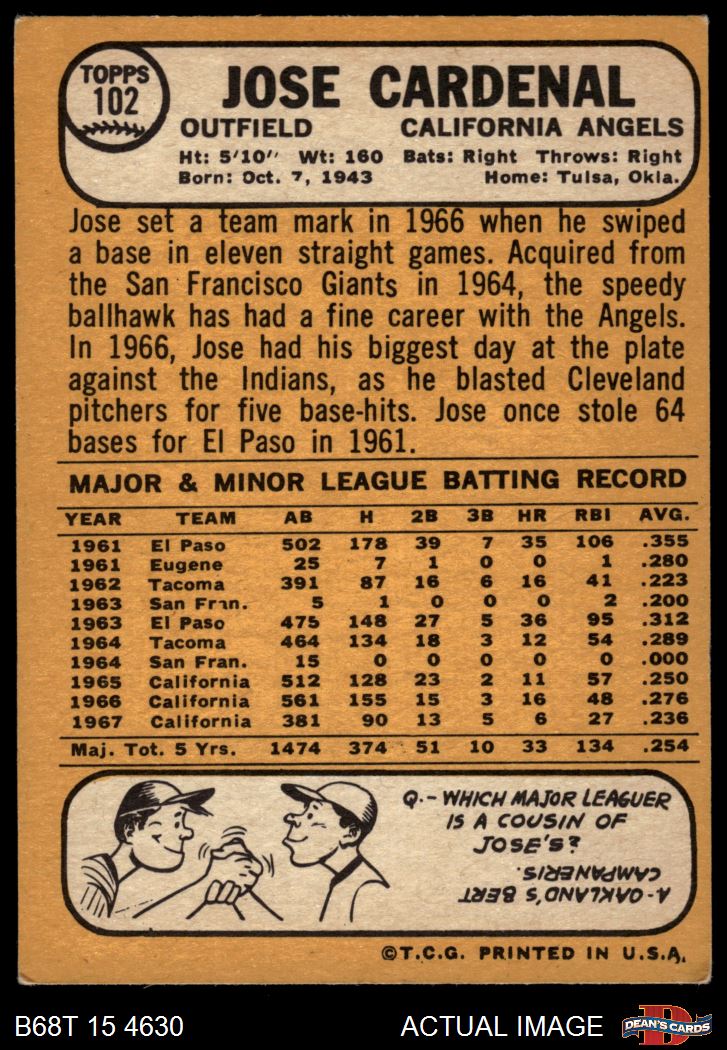 TOPPS
102
JOSE CARDENAL
OUTFIELD CALIFORNIA ANGELS
Ht: 5'10" Wt: 160 Bats: Right Throws: Right
Born: Oct. 7, 1943 Home: Tulsa, Okla.
Jose set a team mark in 1966 when he swiped
a base in eleven straight games. Acquired from
the San Francisco Giants in 1964, the speedy
ballhawk has had a fine career with the Angels.
In 1966, Jose had his biggest day at the plate
against the Indians, as he blasted Cleveland
pitchers for five base-hits. Jose once stole 64
bases for El Paso in 1961.
MAJOR & MINOR LEAGUE BATTING RECORD
YEAR TEAM AB H 2B 3B HR RBI AVG.
1961 El Paso 502 178 39 7 35 106 .355
1961 Eugene 25 7 1 0 0 1 .280
1962 Tacoma 391 87 16 6 16 41 .223
1963 San Fran. 5 1 0 0 0 2 .200
1963 El Paso 475 148 27 5 36 95 .312
1964 Tacoma 464 134 18 3 12 54 .289
1964 San Fran. 15 0 0 0 0 0 .000
1965 California 512 128 23 2 11 57 .250
1966 California 561 155 15 3 16 48 .276
1967 California 381 90 13 5 6 27 .236
Maj. Tot. 5 Yrs. 1474 374 51 10 33 134 .254
Q.- WHICH MAJOR LEAGUER
IS A COUSIN OF
JOSE'S?
A-OAKLAND'S BERT
CAMPANERIS.
©T.C.G. PRINTED IN U.S.A.
B68T 15 4630 ACTUAL IMAGE
D
DEAN'S CARDS